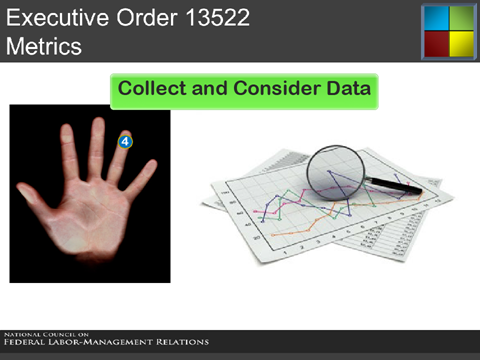 Executive Order 13522
Metrics
Collect and Consider Data
4
NATIONAL COUNCIL ON
FEDERAL LABOR-MANAGEMENT RELATIONS